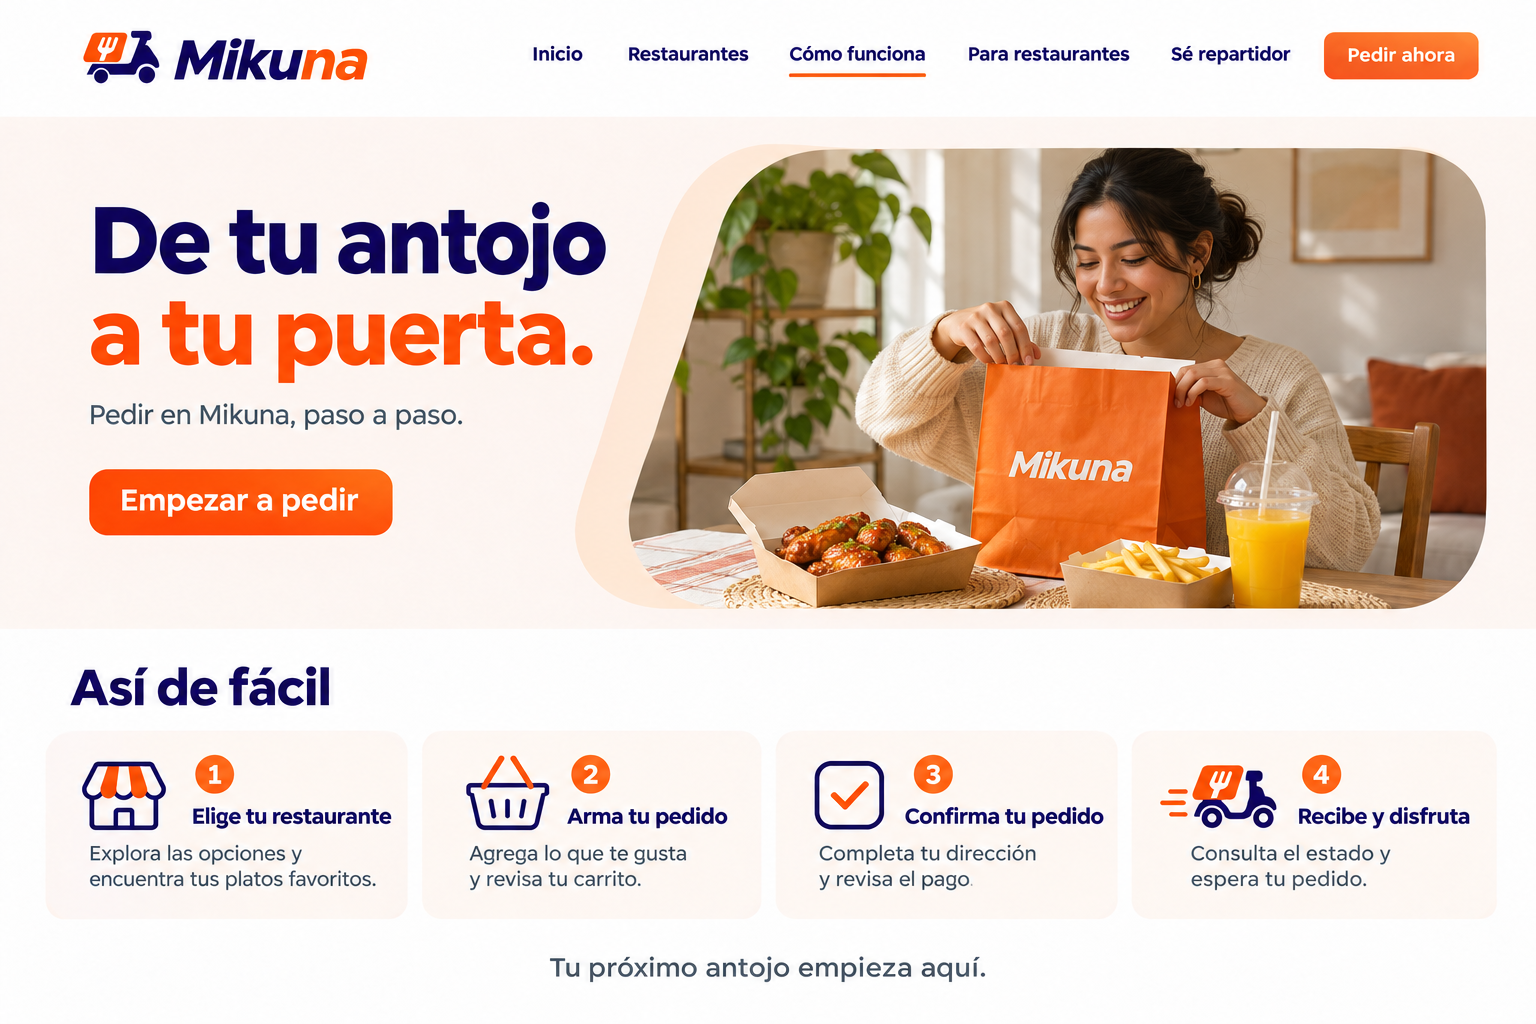 Mikuna
Inicio
Restaurantes
Cómo funciona
Para restaurantes
Sé repartidor
Pedir ahora
De tu antojo
a tu puerta.
Pedir en Mikuna, paso a paso.
Empezar a pedir
Mikuna
Así de fácil
1
Elige tu restaurante
Explora las opciones y
encuentra tus platos favoritos.
2
Arma tu pedido
Agrega lo que te gusta
y revisa tu carrito.
3
Confirma tu pedido
Completa tu dirección
y revisa el pago.
4
Recibe y disfruta
Consulta el estado y
espera tu pedido.
Tu próximo antojo empieza aquí.